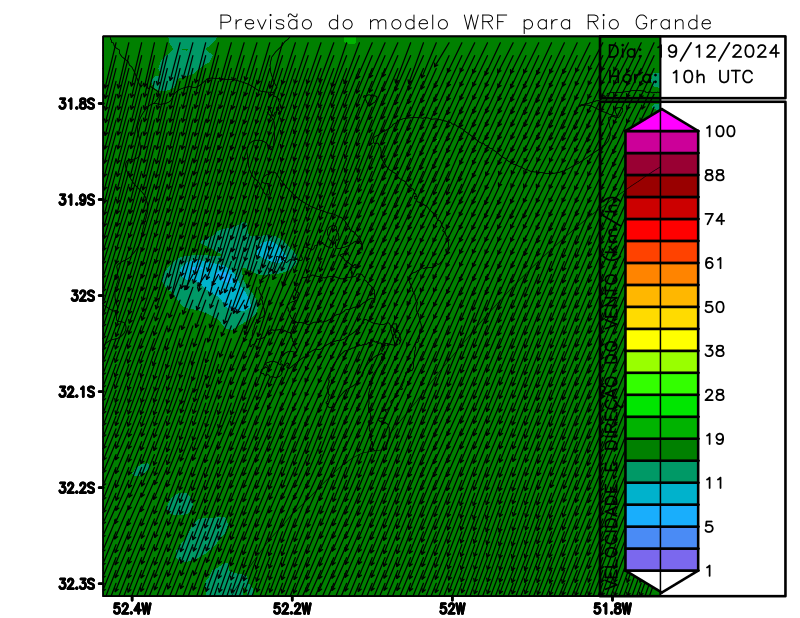 Previsão do modelo WRF para Rio Grande
Dia: 19/12/2024
Hora: 10h UTC
VELOCIDADE E DIREÇÃO DO VENTO (km/h)
100
88
74
61
50
38
28
19
11
5
1
31.8S
31.9S
32S
32.1S
32.2S
32.3S
52.4W
52.2W
52W
51.8W